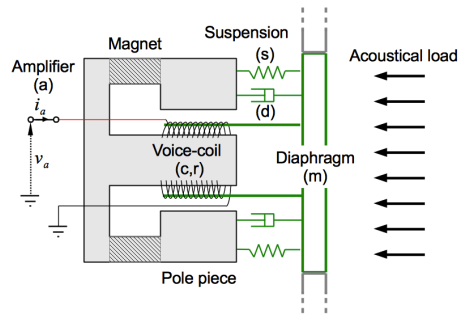 Suspension
(s)
Magnet
Acoustical load
Amplifier
(a)
i_a
(d)
Voice-coil
(c,r)
Diaphragm
(m)
v_a
Pole piece